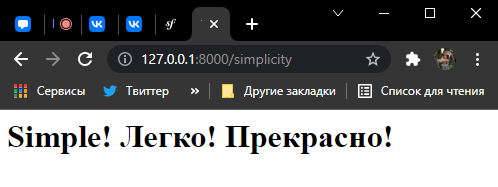 127.0.0.1:8000/simplicity
Сервисы Твиттер » Другие закладки Список для чтения
Simple! Легко! Прекрасно!